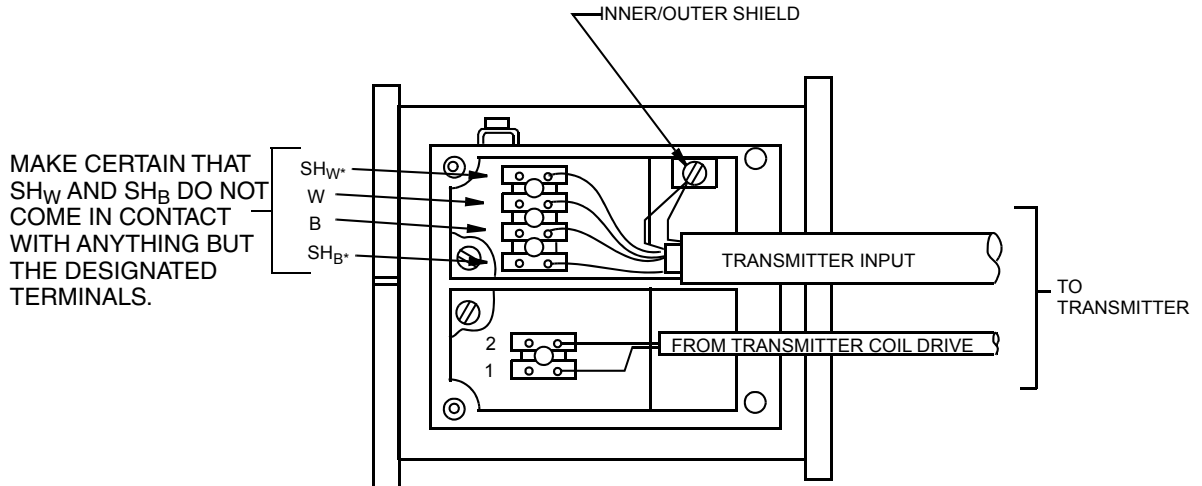 INNER/OUTER SHIELD
MAKE CERTAIN THAT
SHW AND SHB DO NOT
COME IN CONTACT
WITH ANYTHING BUT
THE DESIGNATED
TERMINALS.
SHW*
W
B
SHB*
TRANSMITTER INPUT
TO
TRANSMITTER
2
FROM TRANSMITTER COIL DRIVE
1